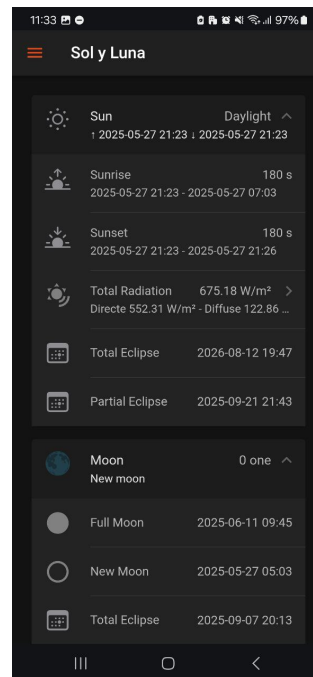 11:33 97%
Sol y Luna
Sun Daylight
↑ 2025-05-27 21:23 ↓ 2025-05-27 21:23
Sunrise 180 s
2025-05-27 21:23 - 2025-05-27 07:03
Sunset 180 s
2025-05-27 21:23 - 2025-05-27 21:26
Total Radiation 675.18 W/m²
Directe 552.31 W/m² - Diffuse 122.86 ...
Total Eclipse 2026-08-12 19:47
Partial Eclipse 2025-09-21 21:43
Moon 0 one
New moon
Full Moon 2025-06-11 09:45
New Moon 2025-05-27 05:03
Total Eclipse 2025-09-07 20:13